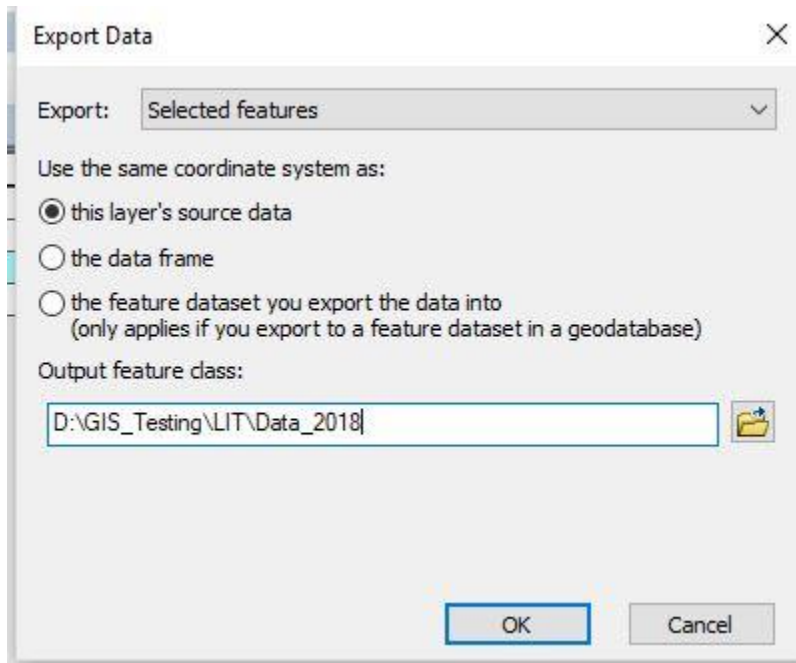 Export Data
Export: Selected features
Use the same coordinate system as:
this layer's source data
the data frame
the feature dataset you export the data into
(only applies if you export to a feature dataset in a geodatabase)
Output feature class:
D:\GIS_Testing\LIT\Data_2018
OK Cancel